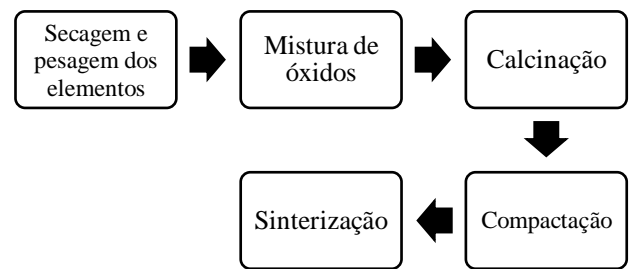 Secagem e
pesagem dos
elementos
Mistura de
óxidos
Calcinação
Compactação
Sinterização